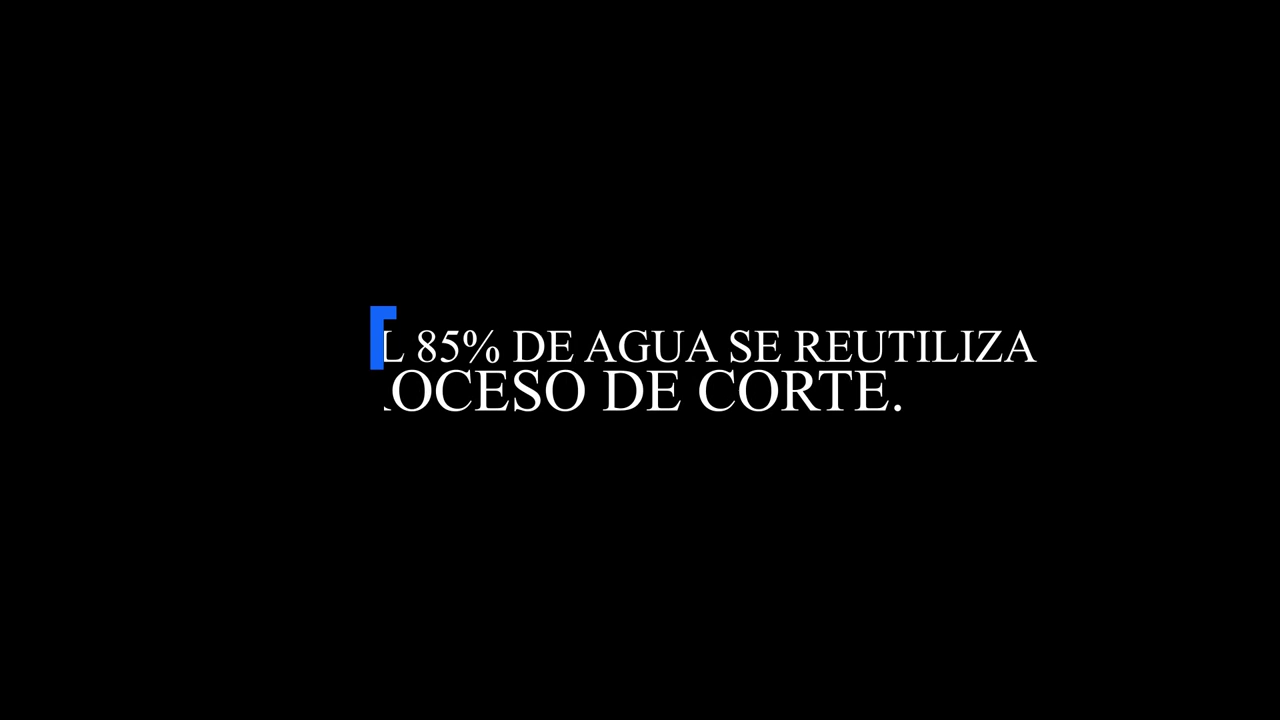 L 85% DE AGUA SE REUTILIZA
OCESO DE CORTE.